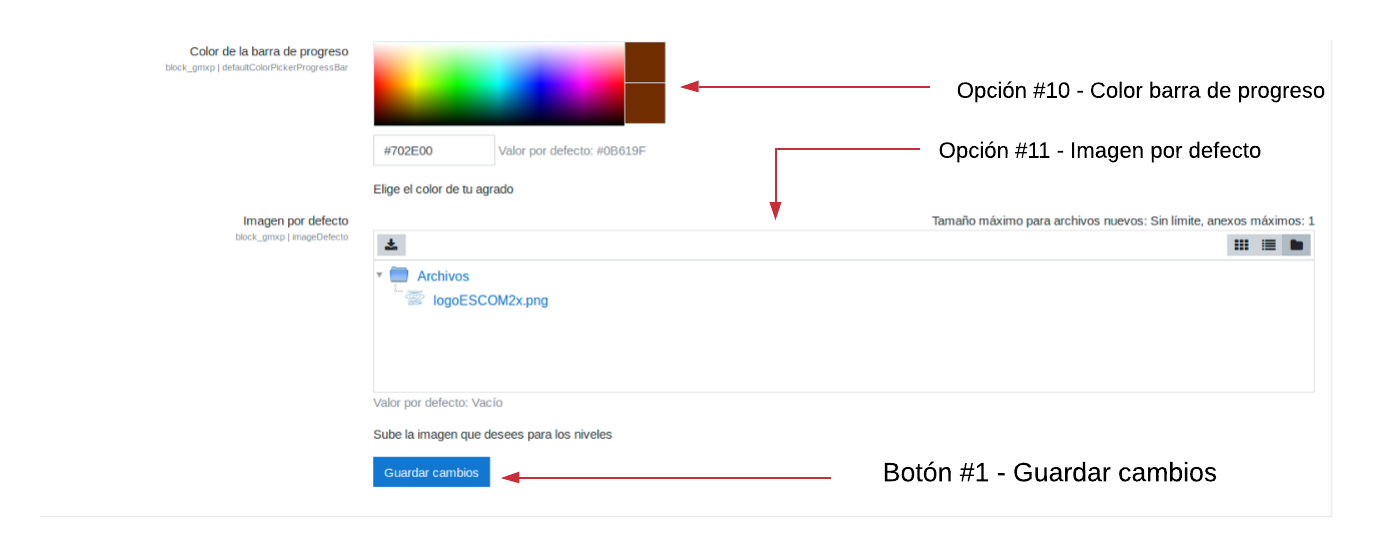 Color de la barra de progreso
block_gmxp | defaultColorPickerProgressBar
Opción #10 - Color barra de progreso
#702E00 Valor por defecto: #0B619F
Opción #11 - Imagen por defecto
Elige el color de tu agrado
Imagen por defecto
block_gmxp | imageDefecto
Tamaño máximo para archivos nuevos: Sin límite, anexos máximos: 1
Archivos
logoESCOM2x.png
Valor por defecto: Vacío
Sube la imagen que desees para los niveles
Guardar cambios
Botón #1 - Guardar cambios